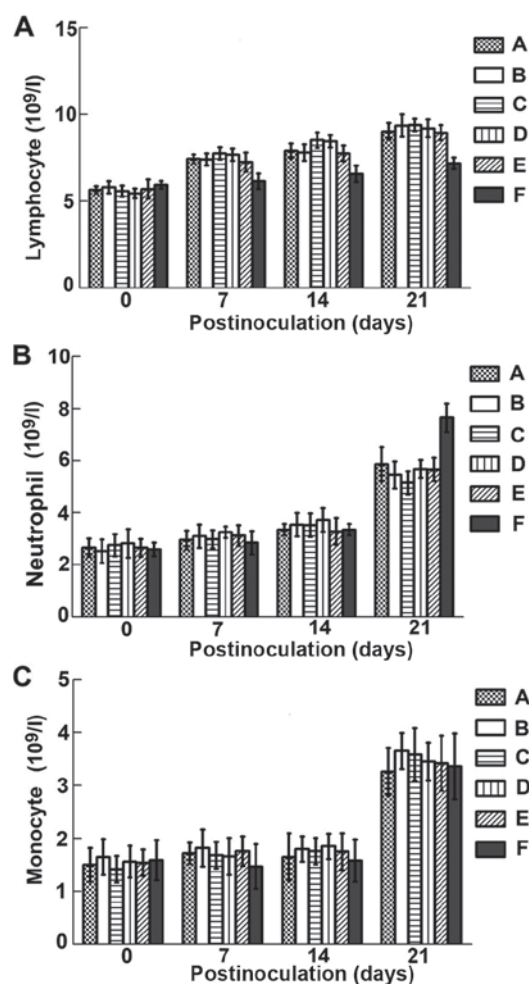 A
Lymphocyte (10⁹/l)
15
10
5
0
0 7 14 21
Postinoculation (days)
A
B
C
D
E
F
B
Neutrophil (10⁹/l)
10
8
6
4
2
0
0 7 14 21
Postinoculation (days)
A
B
C
D
E
F
C
Monocyte (10⁹/l)
5
4
3
2
1
0
0 7 14 21
Postinoculation (days)
A
B
C
D
E
F